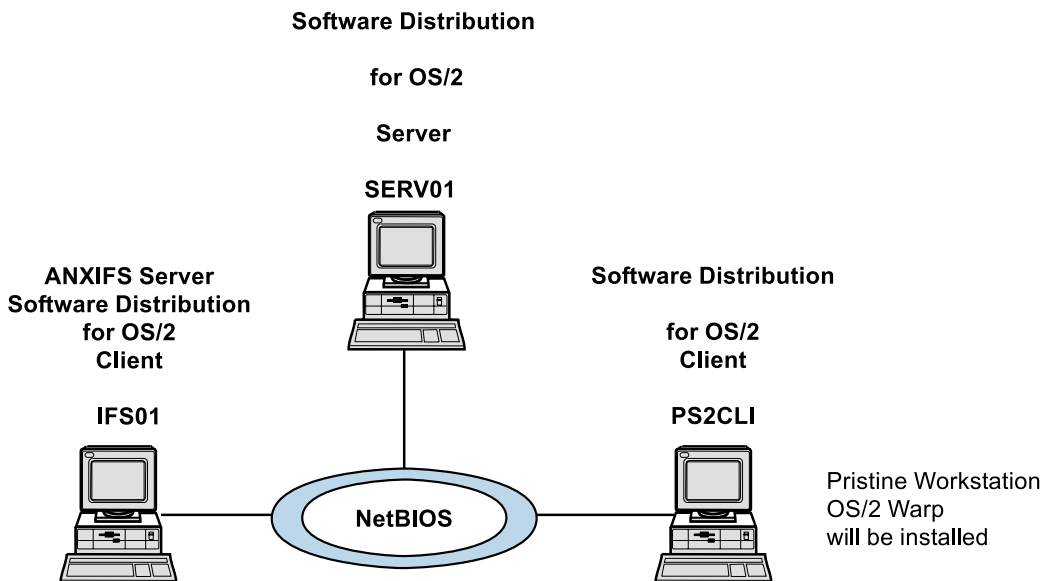 Software Distribution
for OS/2
Server
SERV01
ANXIFS Server
Software Distribution
for OS/2
Client
IFS01
Software Distribution
for OS/2
Client
PS2CLI
NetBIOS
Pristine Workstation
OS/2 Warp
will be installed